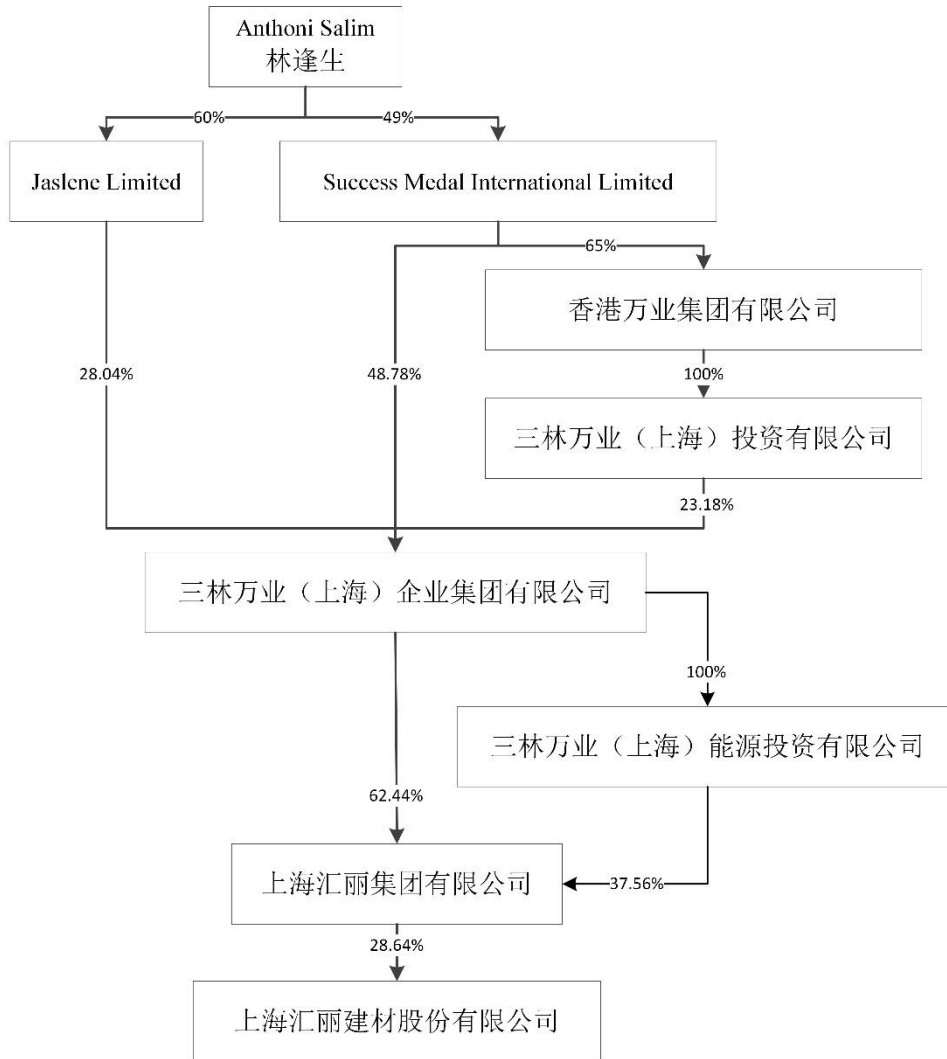 Anthoni Salim
林逢生
60%
49%
Jaslene Limited
Success Medal International Limited
65%
香港万业集团有限公司
28.04%
48.78%
100%
三林万业（上海）投资有限公司
23.18%
三林万业（上海）企业集团有限公司
100%
三林万业（上海）能源投资有限公司
62.44%
上海汇丽集团有限公司
37.56%
28.64%
上海汇丽建材股份有限公司